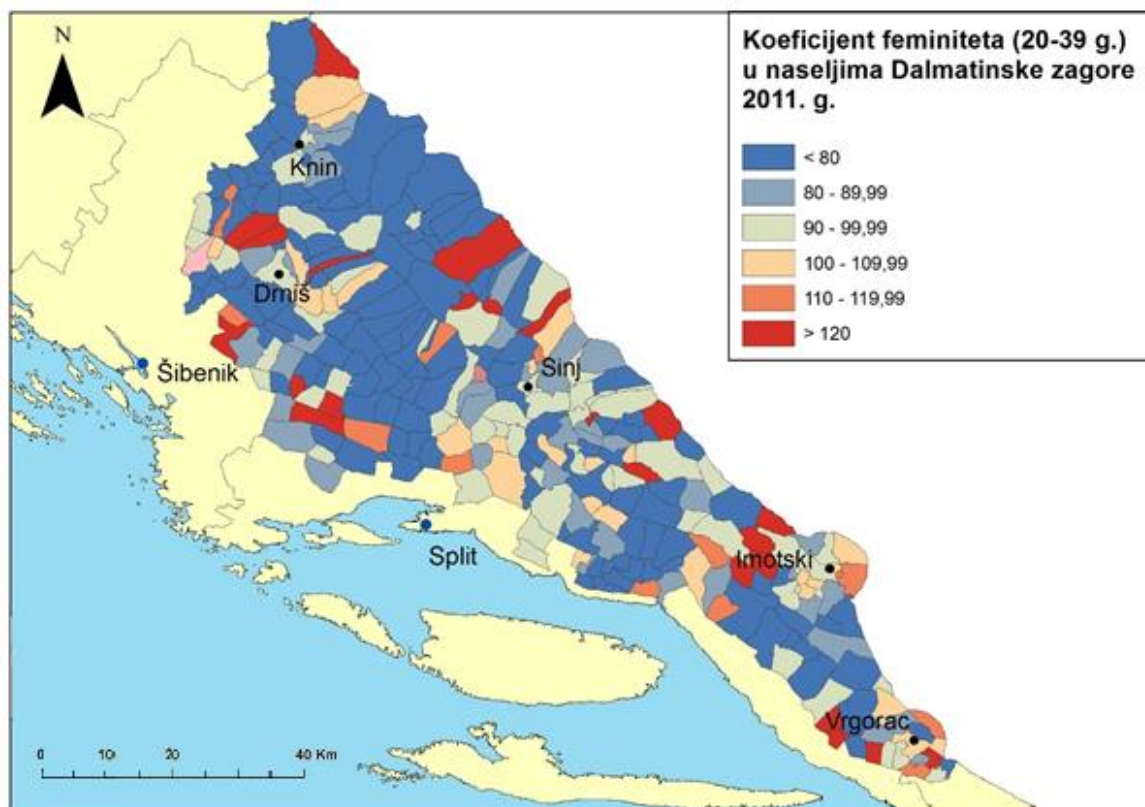 N
Koeficijent feminiteta (20-39 g.)
u naseljima Dalmatinske zagore
2011. g.
< 80
80 - 89,99
90 - 99,99
100 - 109,99
110 - 119,99
> 120
Knin
Drniš
Šibenik
Sinj
Split
Imotski
Vrgorac
0 10 20 40 Km